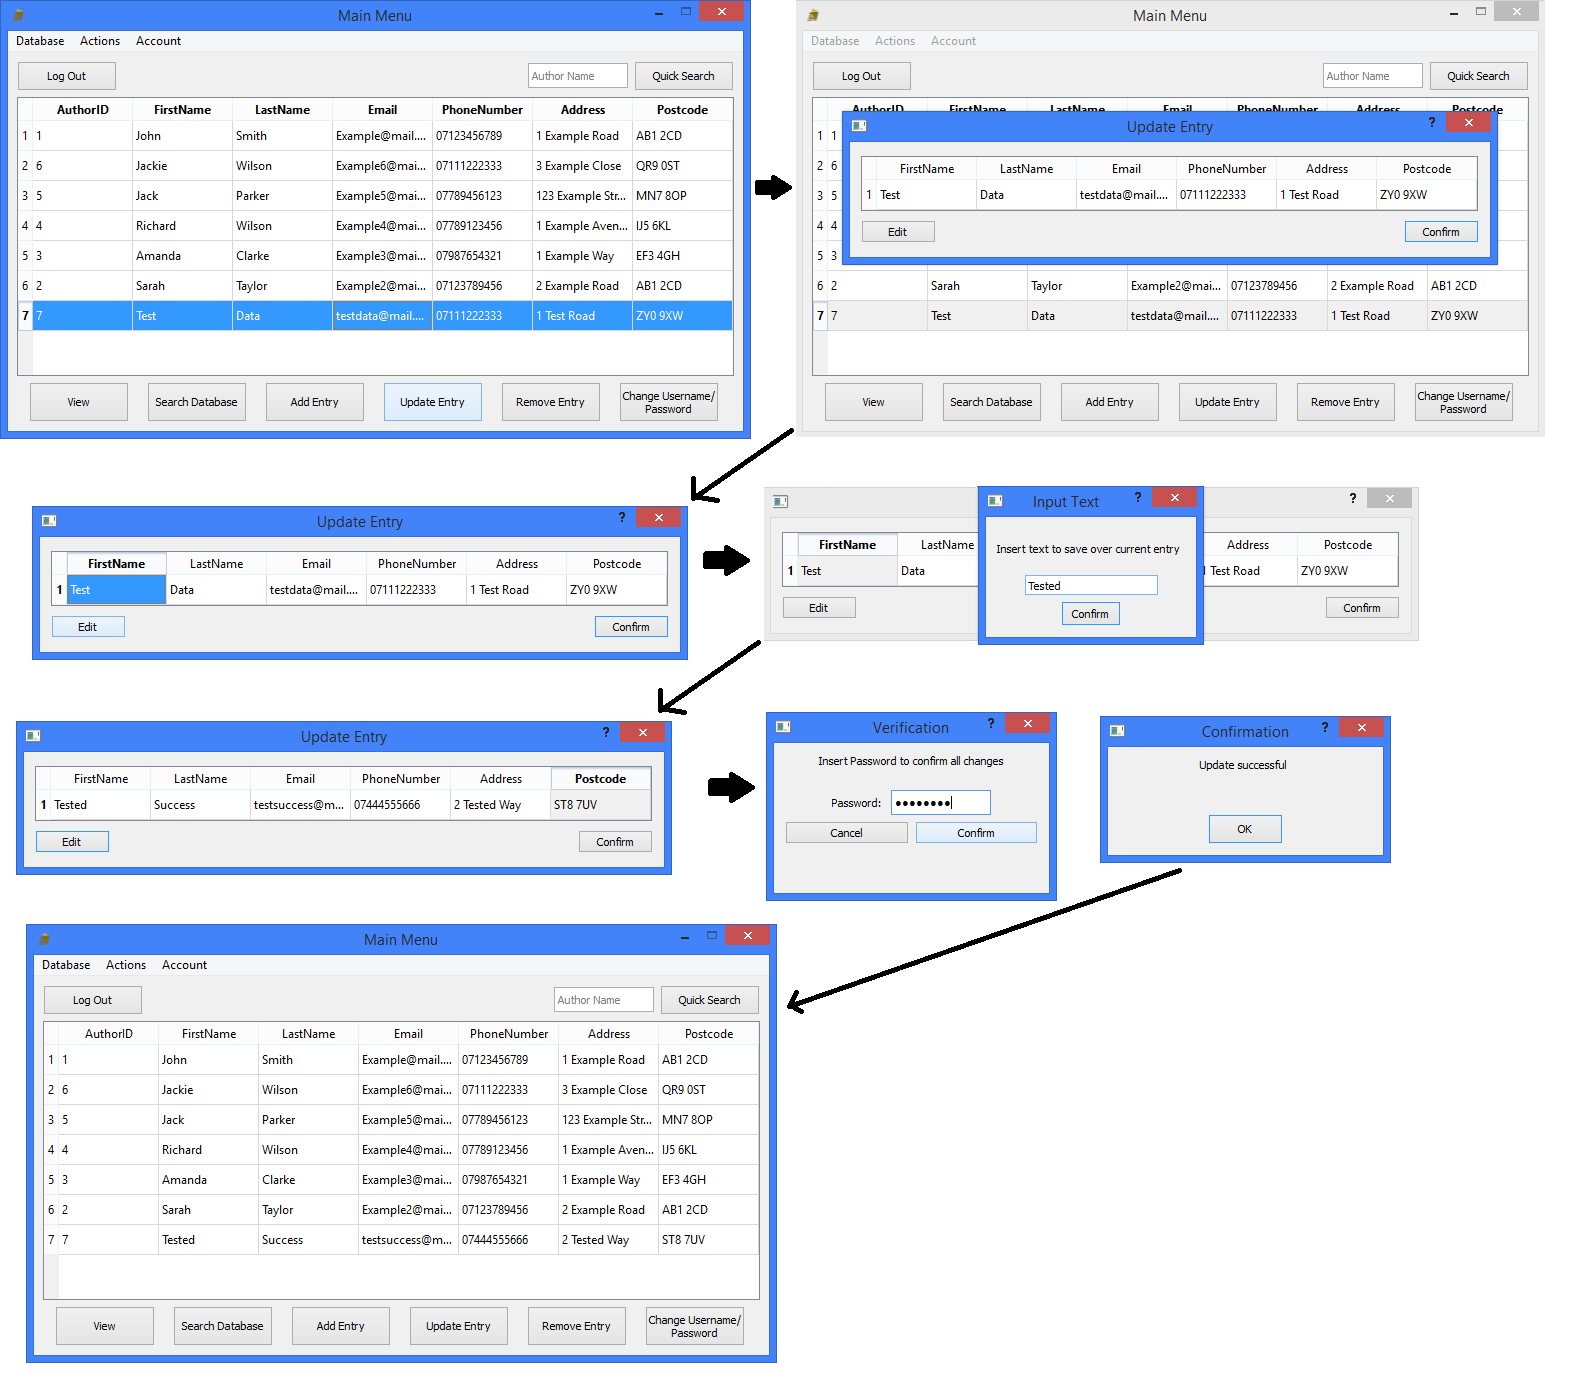 Main Menu
Database Actions Account
Log Out Author Name Quick Search
AuthorID FirstName LastName Email PhoneNumber Address Postcode
1 1 John Smith Example@mail.... 07123456789 1 Example Road AB1 2CD
2 6 Jackie Wilson Example6@mai... 07111222333 3 Example Close QR9 0ST
3 5 Jack Parker Example5@mai... 07789456123 123 Example Str... MN7 8OP
4 4 Richard Wilson Example4@mai... 07789123456 1 Example Aven... IJ5 6KL
5 3 Amanda Clarke Example3@mai... 07987654321 1 Example Way EF3 4GH
6 2 Sarah Taylor Example2@mai... 07123789456 2 Example Road AB1 2CD
7 7 Test Data testdata@mail.... 07111222333 1 Test Road ZY0 9XW
View Search Database Add Entry Update Entry Remove Entry Change Username/
Password
Main Menu
Database Actions Account
Log Out Author Name Quick Search
AuthorID FirstName LastName Email PhoneNumber Address Postcode
1 1
2 6
3 5
4 4
5 3
Update Entry ?
FirstName LastName Email PhoneNumber Address Postcode
1 Test Data testdata@mail.... 07111222333 1 Test Road ZY0 9XW
Edit Confirm
6 2 Sarah Taylor Example2@mai... 07123789456 2 Example Road AB1 2CD
7 7 Test Data testdata@mail.... 07111222333 1 Test Road ZY0 9XW
View Search Database Add Entry Update Entry Remove Entry Change Username/
Password
Update Entry ?
FirstName LastName Email PhoneNumber Address Postcode
1 Test Data testdata@mail.... 07111222333 1 Test Road ZY0 9XW
Edit Confirm
?
FirstName LastName Address Postcode
1 Test Data 1 Test Road ZY0 9XW
Edit Confirm
Input Text ?
Insert text to save over current entry
Tested
Confirm
Update Entry ?
FirstName LastName Email PhoneNumber Address Postcode
1 Tested Success testsuccess@m... 07444555666 2 Tested Way ST8 7UV
Edit Confirm
Verification ?
Insert Password to confirm all changes
Password: ••••••••
Cancel Confirm
Confirmation ?
Update successful
OK
Main Menu
Database Actions Account
Log Out Author Name Quick Search
AuthorID FirstName LastName Email PhoneNumber Address Postcode
1 1 John Smith Example@mail.... 07123456789 1 Example Road AB1 2CD
2 6 Jackie Wilson Example6@mai... 07111222333 3 Example Close QR9 0ST
3 5 Jack Parker Example5@mai... 07789456123 123 Example Str... MN7 8OP
4 4 Richard Wilson Example4@mai... 07789123456 1 Example Aven... IJ5 6KL
5 3 Amanda Clarke Example3@mai... 07987654321 1 Example Way EF3 4GH
6 2 Sarah Taylor Example2@mai... 07123789456 2 Example Road AB1 2CD
7 7 Tested Success testsuccess@m... 07444555666 2 Tested Way ST8 7UV
View Search Database Add Entry Update Entry Remove Entry Change Username/
Password